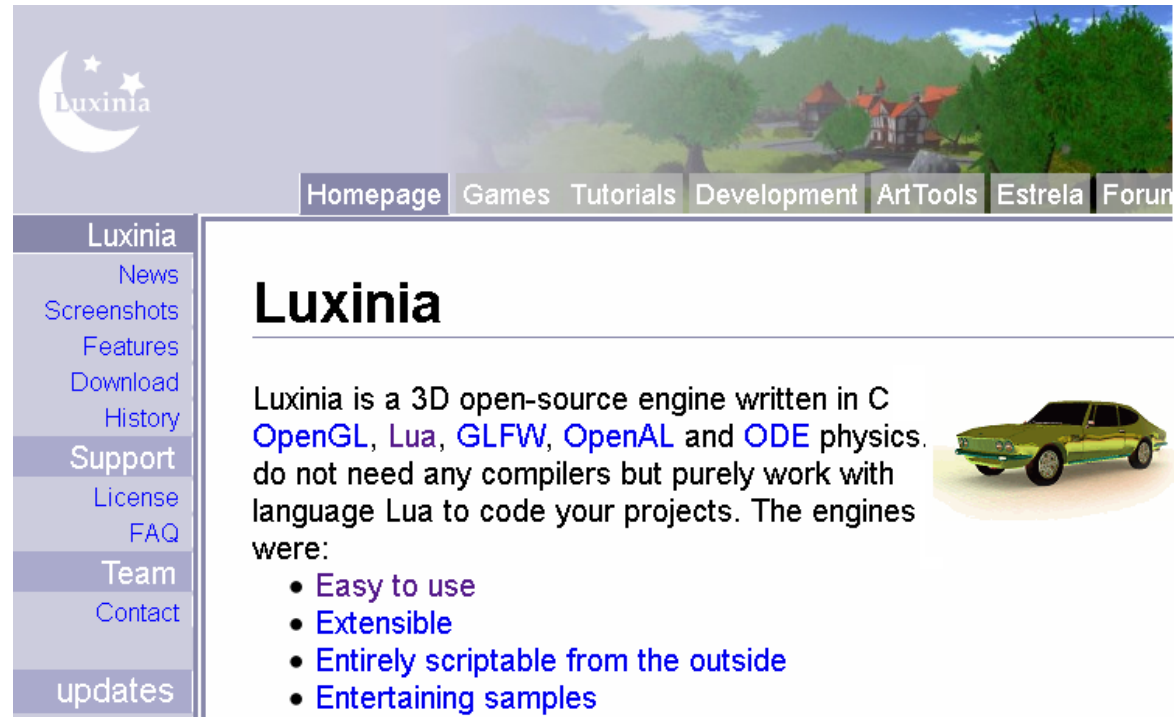 Luxinia
Homepage Games Tutorials Development ArtTools Estrela Forun
Luxinia
News
Screenshots
Features
Download
History
Support
License
FAQ
Team
Contact
updates
Luxinia
Luxinia is a 3D open-source engine written in C
OpenGL, Lua, GLFW, OpenAL and ODE physics.
do not need any compilers but purely work with
language Lua to code your projects. The engines
were:
• Easy to use
• Extensible
• Entirely scriptable from the outside
• Entertaining samples